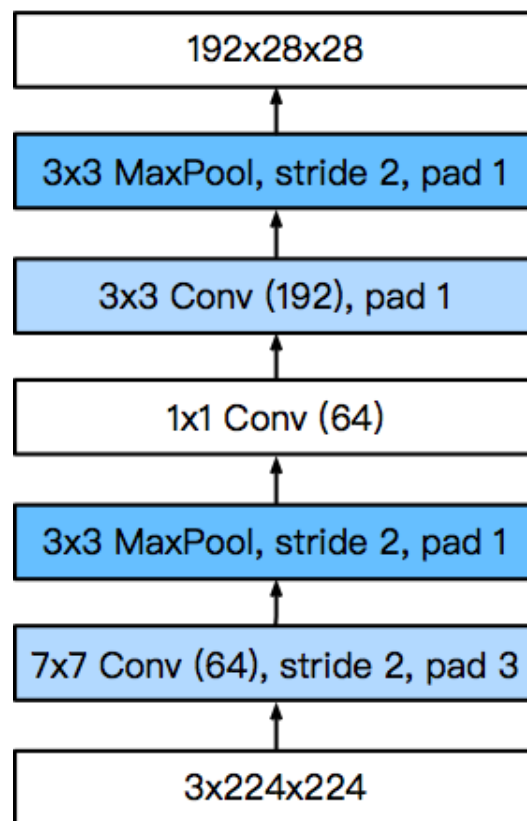 192x28x28
3x3 MaxPool, stride 2, pad 1
3x3 Conv (192), pad 1
1x1 Conv (64)
3x3 MaxPool, stride 2, pad 1
7x7 Conv (64), stride 2, pad 3
3x224x224